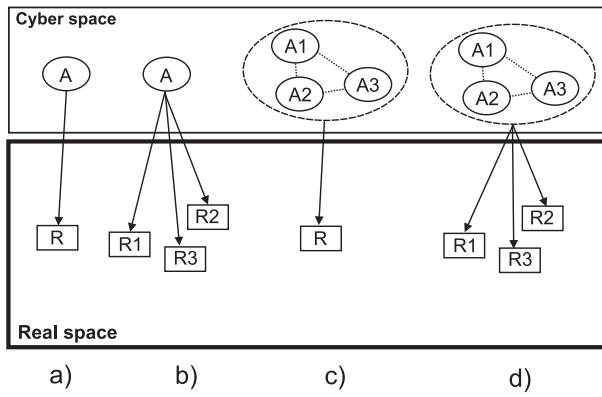 Cyber space
A A A1 A2 A3 A1 A2 A3
R R1 R2 R3 R R1 R2 R3
Real space
a) b) c) d)